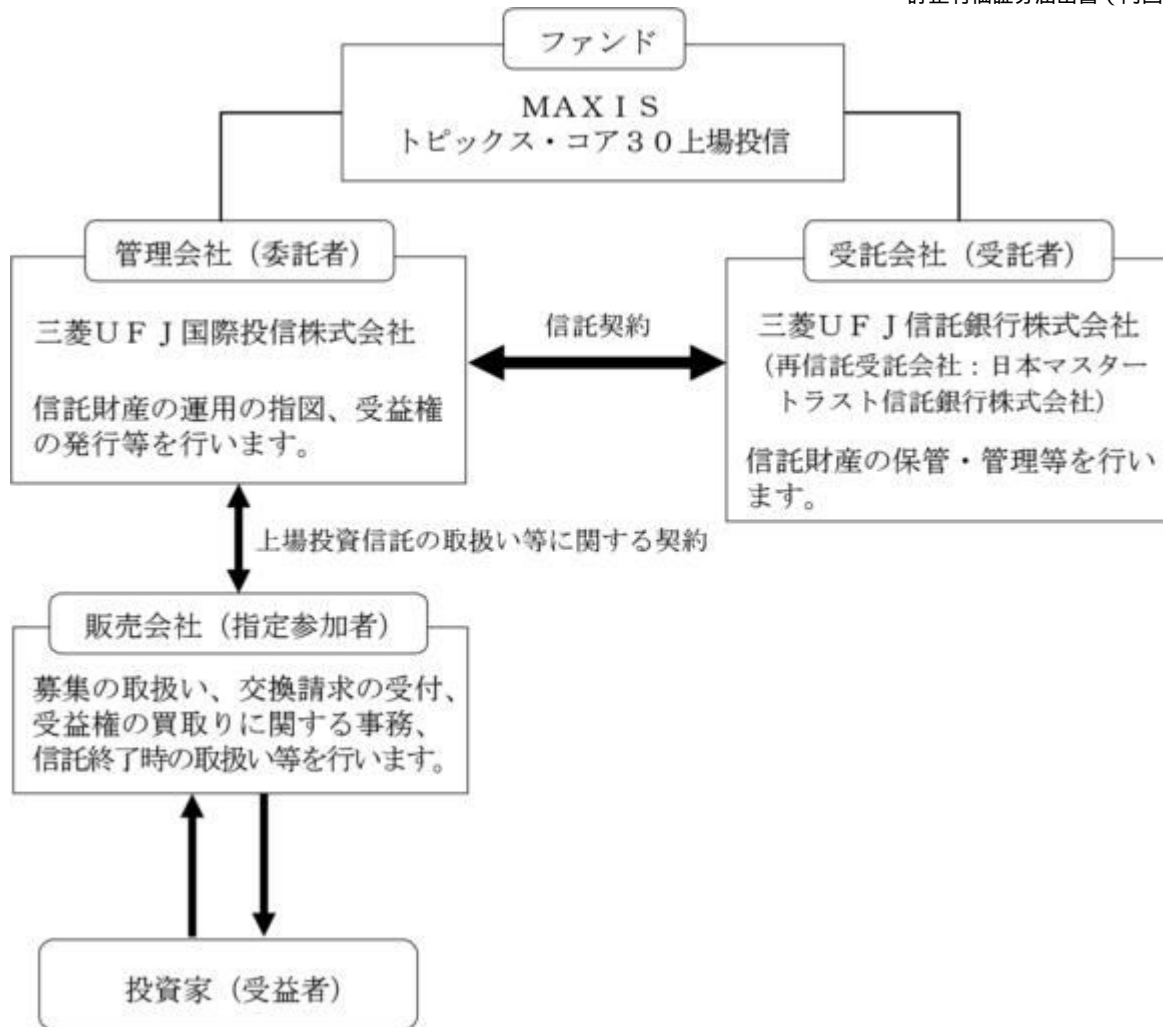 ファンド
MAXIS
トピックス・コア30上場投信
管理会社(委託者)
三菱UFJ国際投信株式会社
信託財産の運用の指図、受益権
の発行等を行います。
信託契約
受託会社(受託者)
三菱UFJ信託銀行株式会社
(再信託受託会社:日本マスター
トラスト信託銀行株式会社)
信託財産の保管・管理等を行い
ます。
上場投資信託の取扱い等に関する契約
販売会社(指定参加者)
募集の取扱い、交換請求の受付、
受益権の買取りに関する事務、
信託終了時の取扱い等を行います。
投資家(受益者)